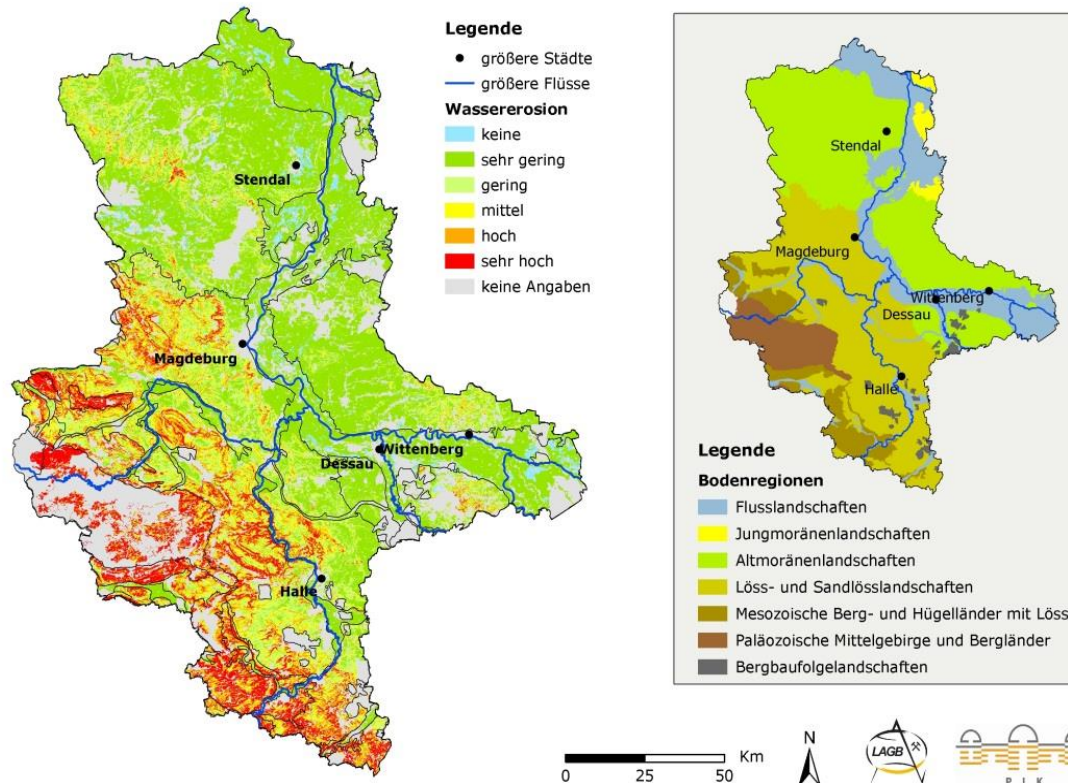 Legende
größere Städte
größere Flüsse
Wassererosion
keine
sehr gering
gering
mittel
hoch
sehr hoch
keine Angaben
Stendal
Magdeburg
Wittenberg
Dessau
Halle
Stendal
Magdeburg
Wittenberg
Dessau
Halle
Legende
Bodenregionen
Flusslandschaften
Jungmoränenlandschaften
Altmoränenlandschaften
Löss- und Sandlösslandschaften
Mesozoische Berg- und Hügelländer mit Löss
Paläozoische Mittelgebirge und Bergländer
Bergbaufolgelandschaften
Km
0 25 50
N
LAGB
P I K